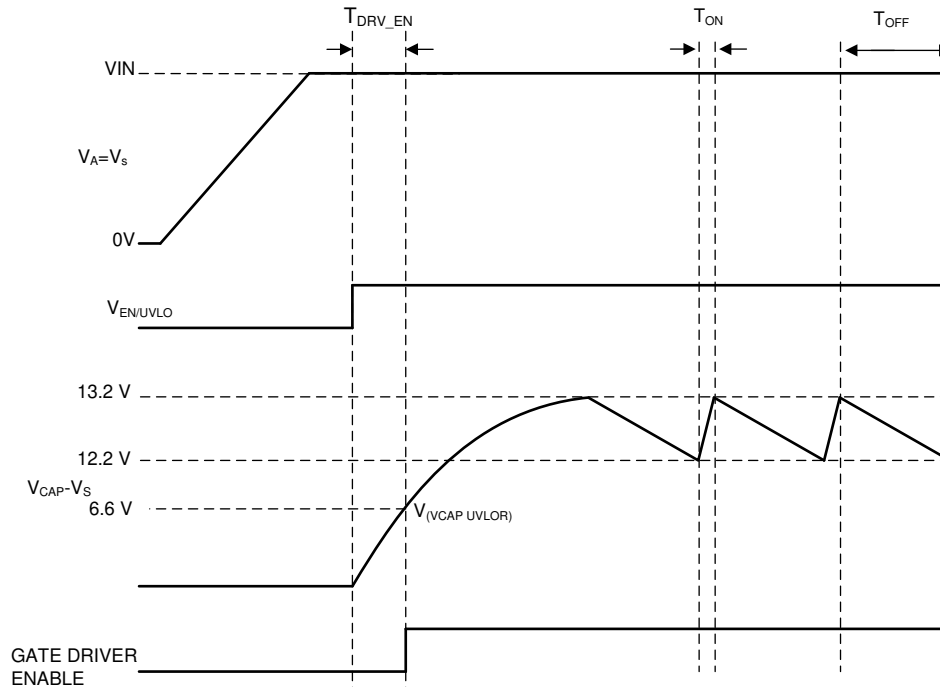 T_DRV_EN
T_ON
T_OFF
VIN
V_A=V_s
0V
V_EN/UVLO
13.2 V
12.2 V
V_CAP-V_S
6.6 V
V_(VCAP UVLOR)
GATE DRIVER
ENABLE